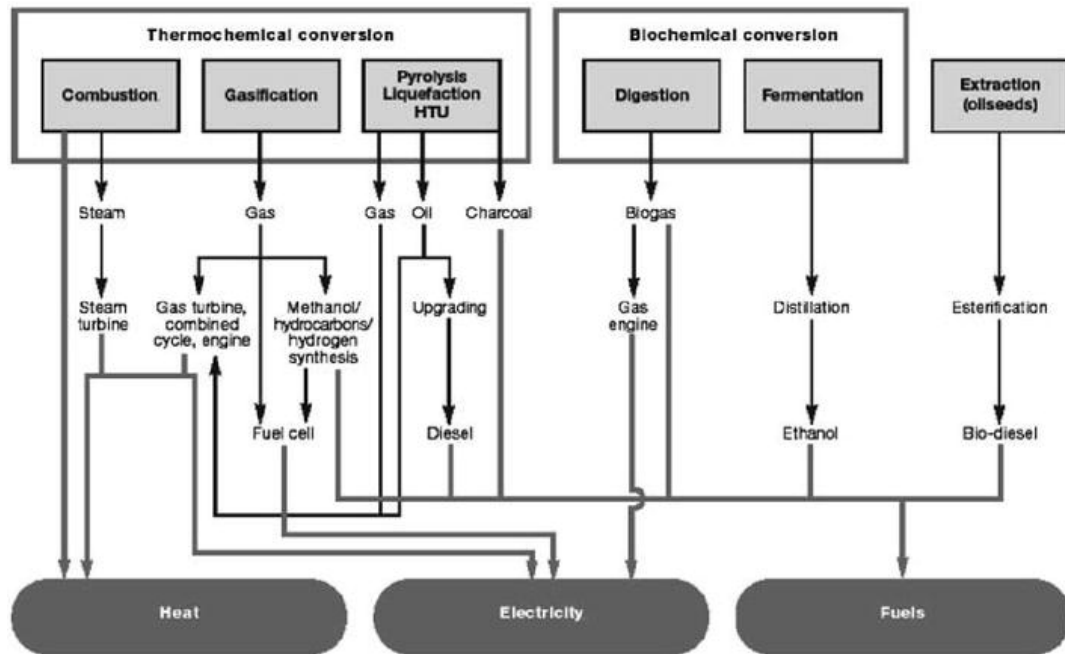 Thermochemical conversion
Biochemical conversion
Combustion
Gasification
Pyrolysis
Liquefaction
HTU
Digestion
Fermentation
Extraction
(oilseeds)
Steam
Gas
Gas
Oil
Charcoal
Biogas
Steam
turbine
Gas turbine,
combined
cycle, engine
Methanol/
hydrocarbons/
hydrogen
synthesis
Upgrading
Gas
engine
Distillation
Esterification
Fuel cell
Diesel
Ethanol
Bio-diesel
Heat
Electricity
Fuels